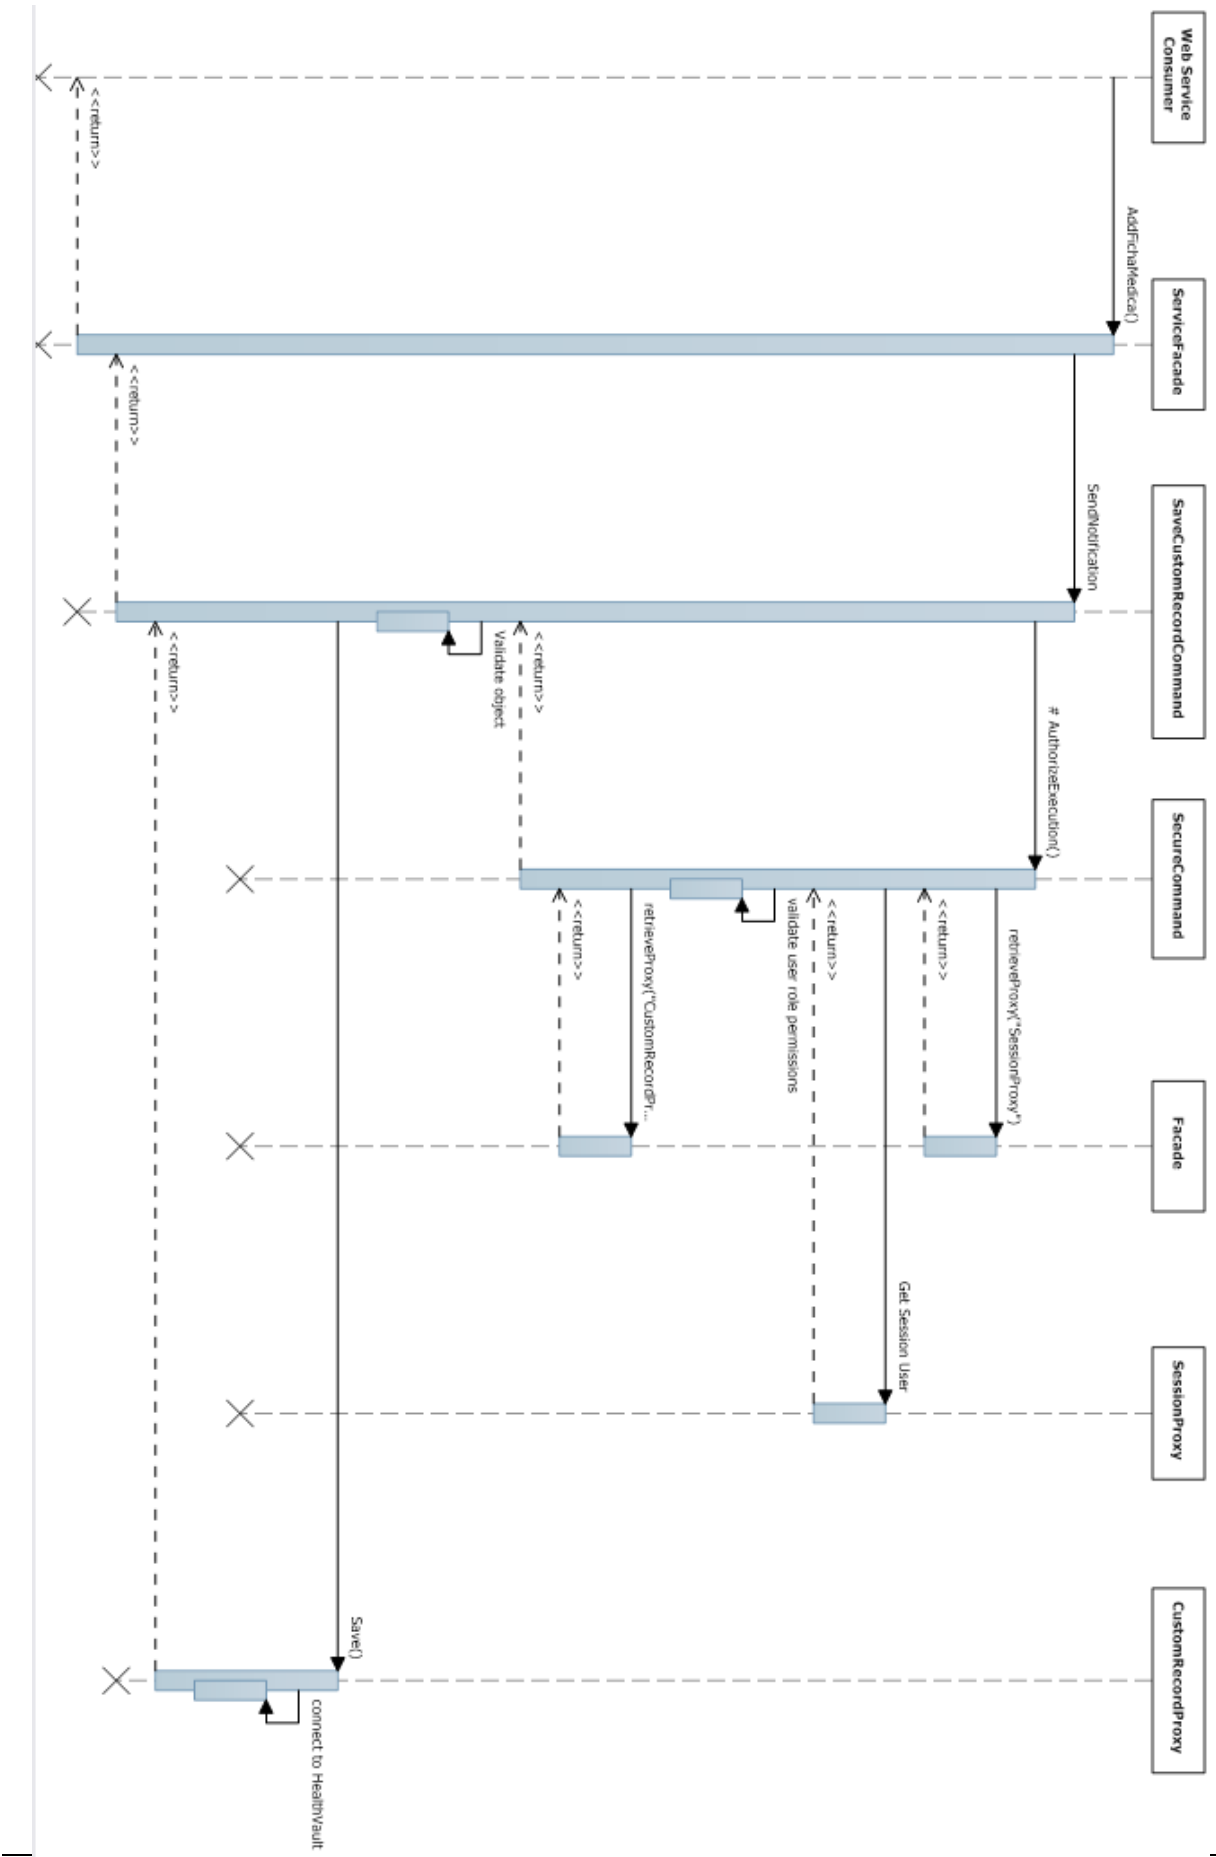 Web Service
Consumer
ServiceFacade
SaveCustomRecordCommand
SecureCommand
Facade
SessionProxy
CustomRecordProxy
AddFichaMedica()
SendNotification
# AuthorizeExecution()
retrieveProxy("SessionProxy")
<<return>>
Get Session User
<<return>>
validate user role permissions
retrieveProxy("CustomRecordPr...
<<return>>
<<return>>
Validate object
Save()
connect to HealthVault
<<return>>
<<return>>
<<return>>